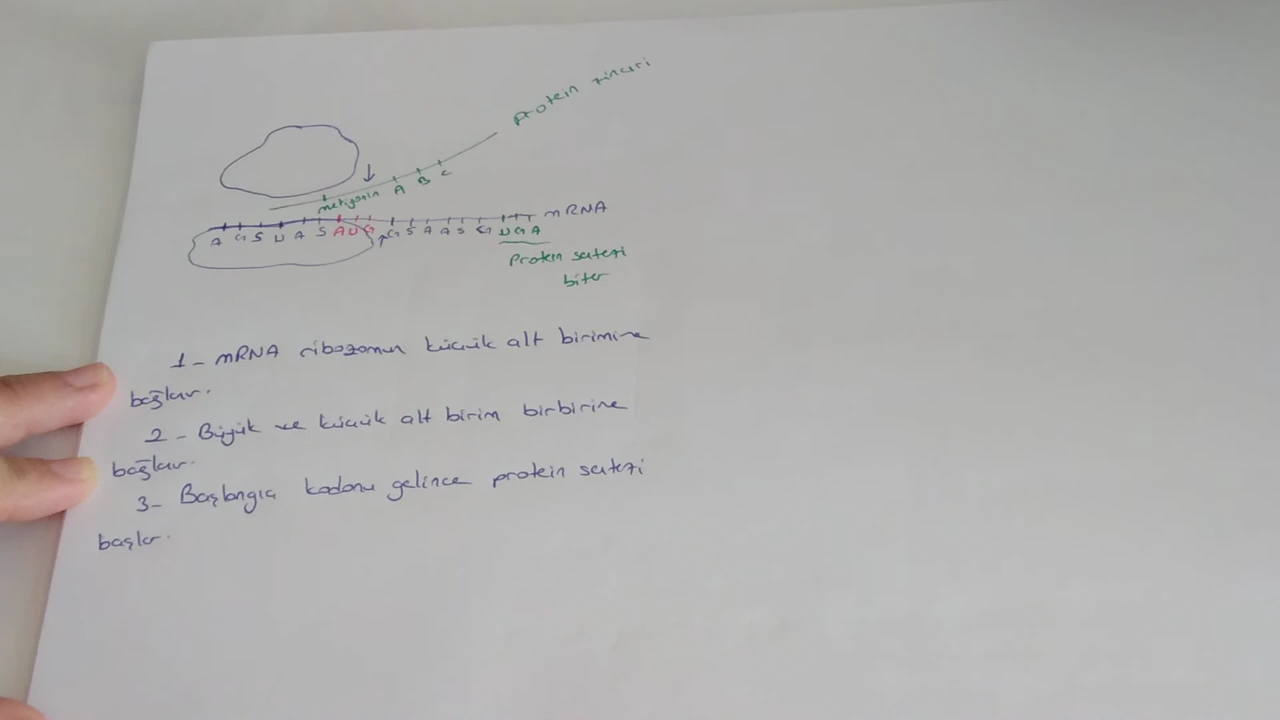 protein zinciri
metiyonin A B C
mRNA
A G S U A S A U G G S A A S G U G A
Protein sentezi
biter
1- mRNA ribozomun küçük alt birimine
bağlanır.
2- Büyük ve küçük alt birim birbirine
bağlanır.
3- Başlangıç kodonu gelince protein sentezi
başlar.